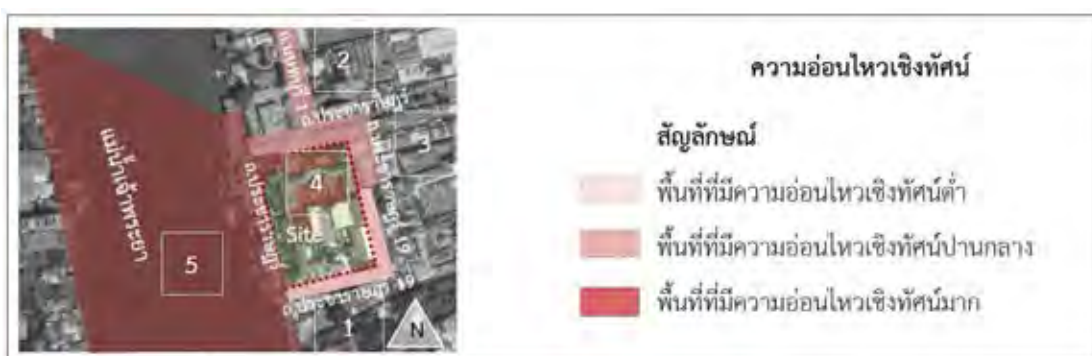 ความอ่อนไหวเชิงทัศน์
สัญลักษณ์
พื้นที่ที่มีความอ่อนไหวเชิงทัศน์ต่ำ
พื้นที่ที่มีความอ่อนไหวเชิงทัศน์ปานกลาง
พื้นที่ที่มีความอ่อนไหวเชิงทัศน์มาก
แม่น้ำเจ้าพระยา
2
3
4
Site
5
1
N